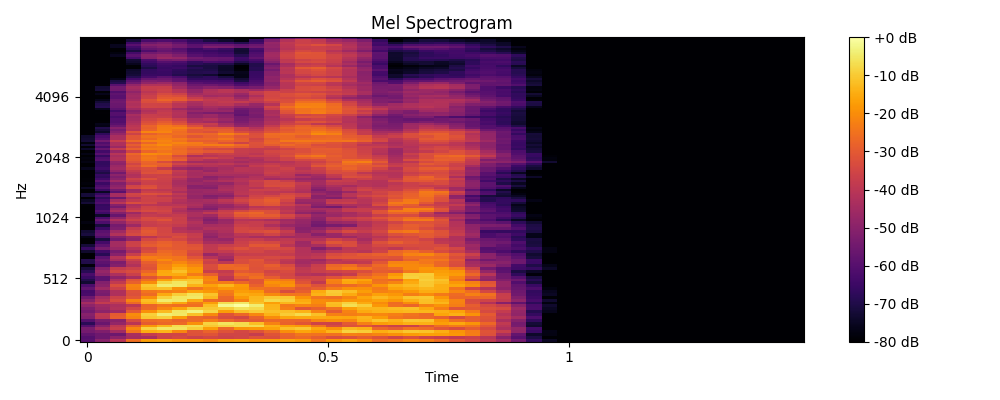 Mel Spectrogram
Hz
4096
2048
1024
512
0
0
0.5
1
Time
+0 dB
-10 dB
-20 dB
-30 dB
-40 dB
-50 dB
-60 dB
-70 dB
-80 dB